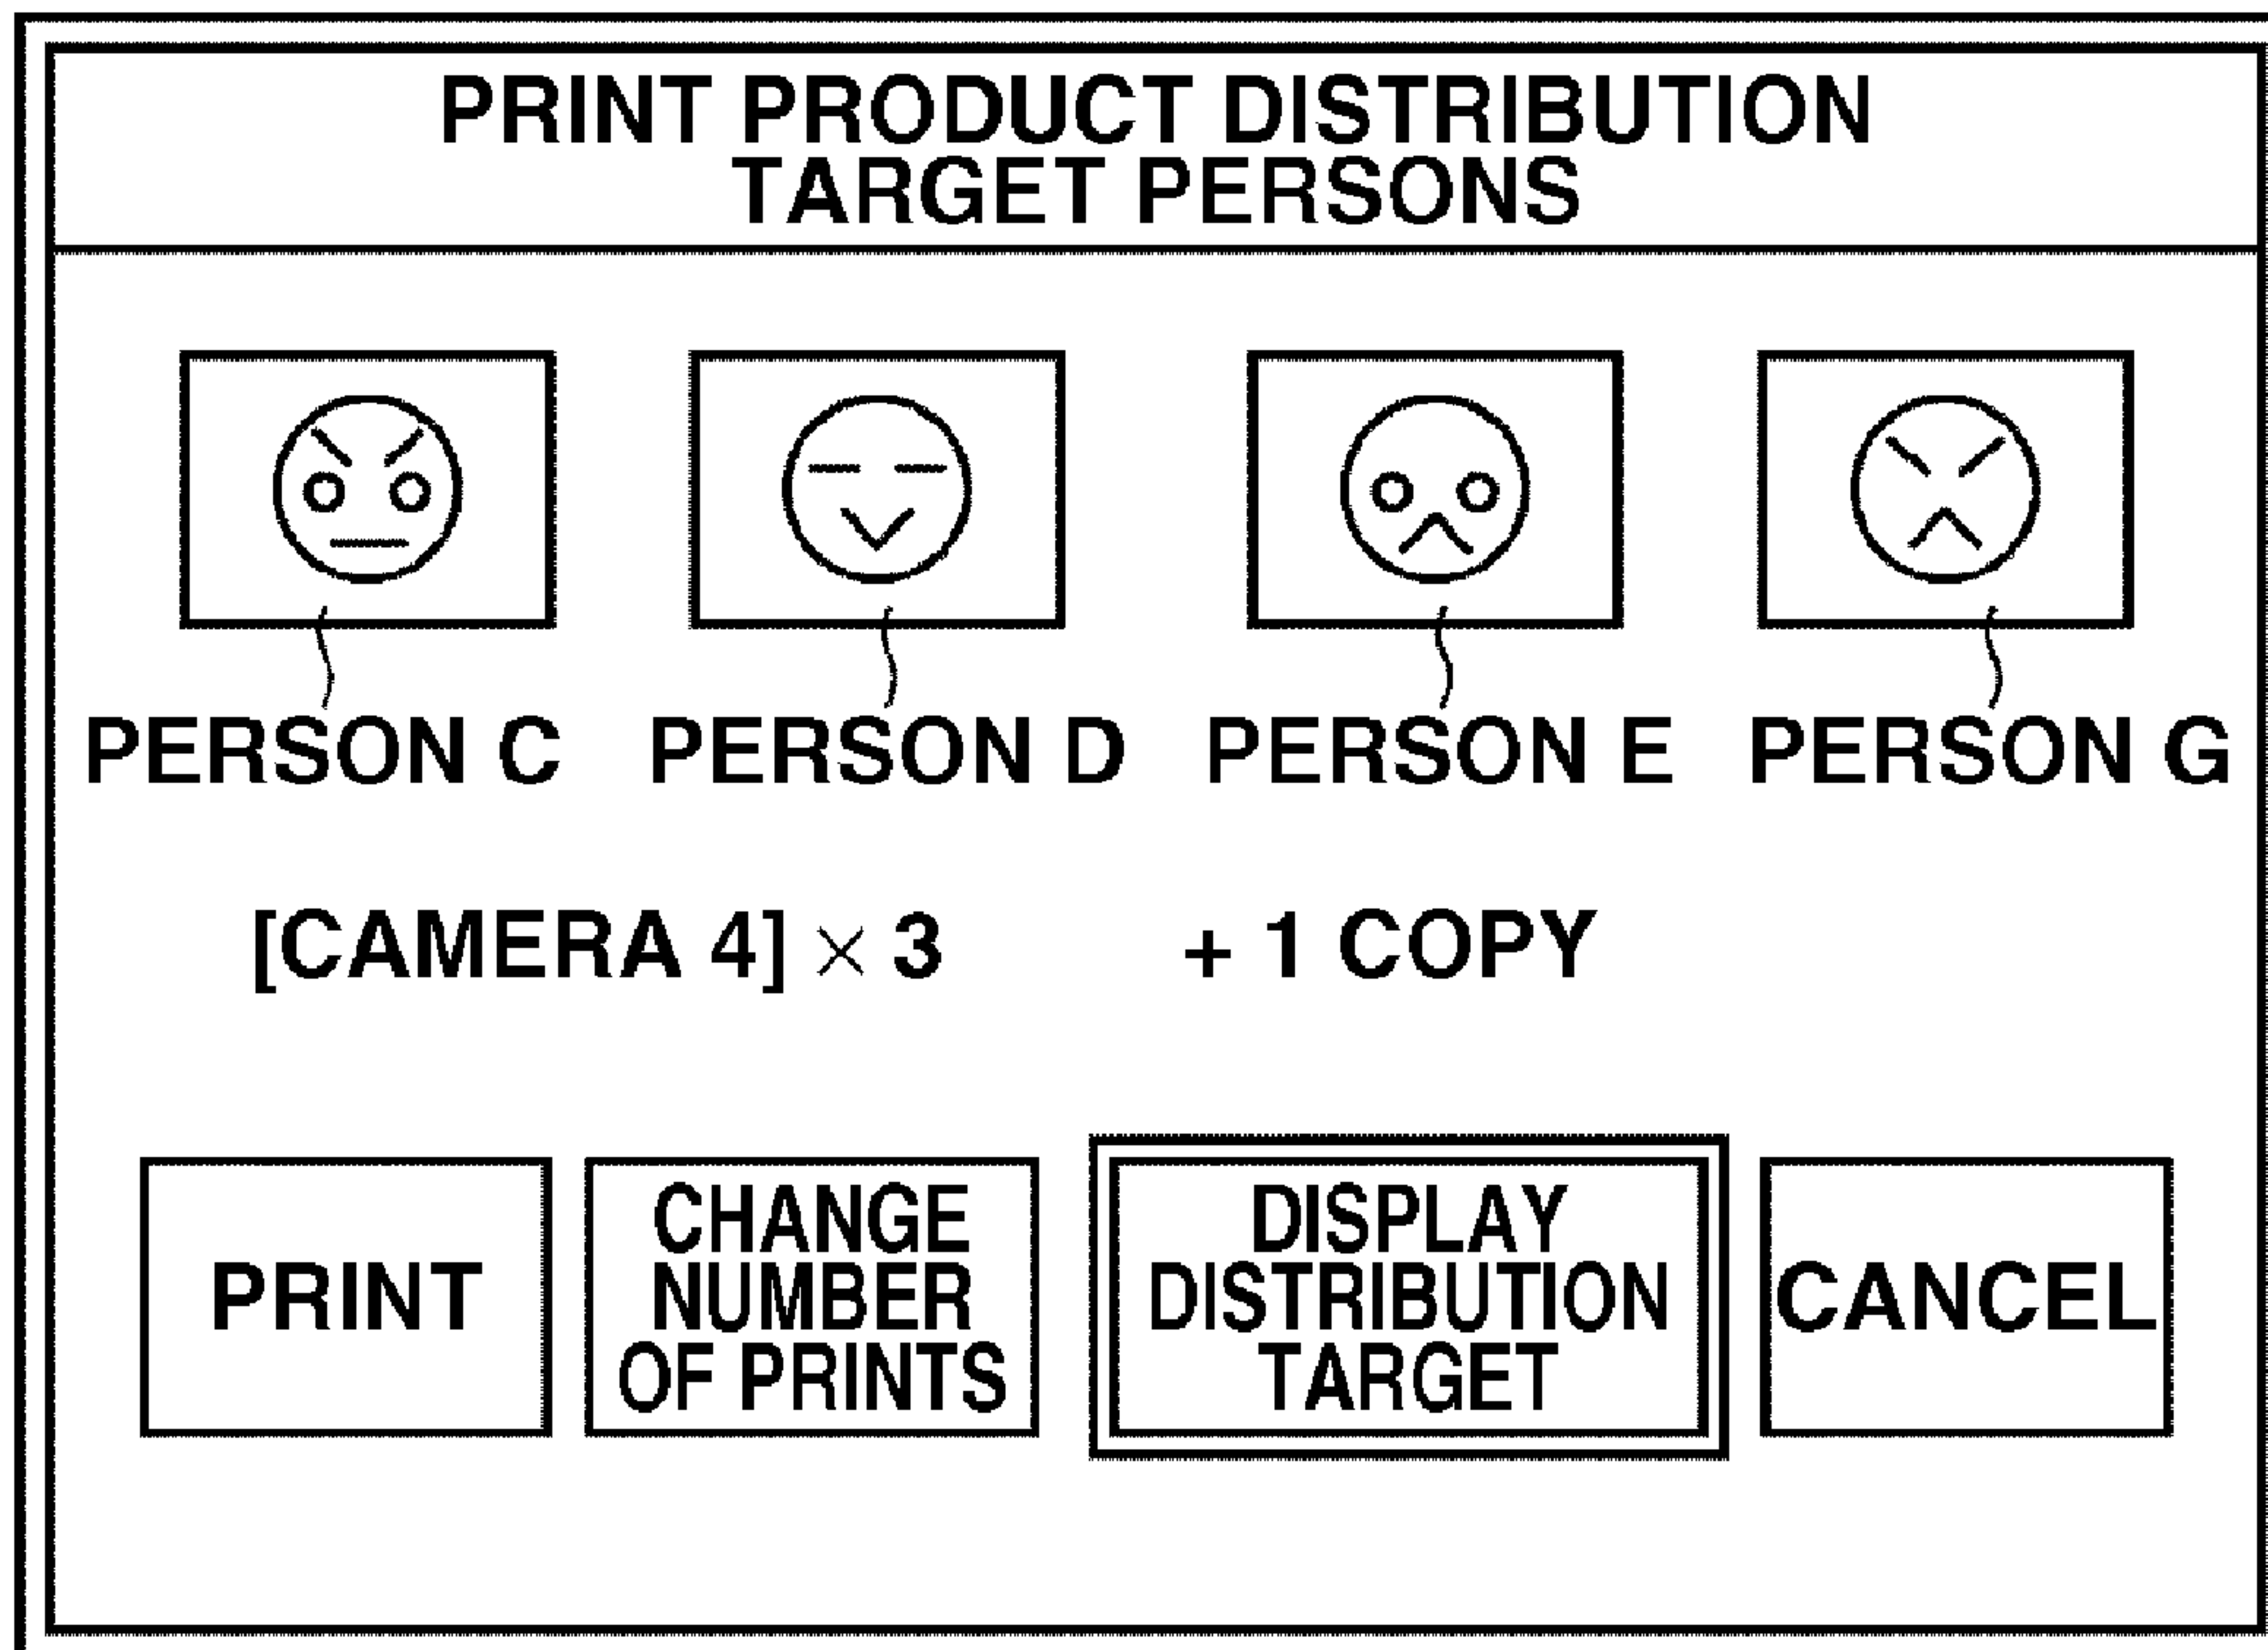 PRINT PRODUCT DISTRIBUTION
TARGET PERSONS
PERSON C
PERSON D
PERSON E
PERSON G
[CAMERA 4] × 3
+ 1 COPY
PRINT
CHANGE
NUMBER
OF PRINTS
DISPLAY
DISTRIBUTION
TARGET
CANCEL